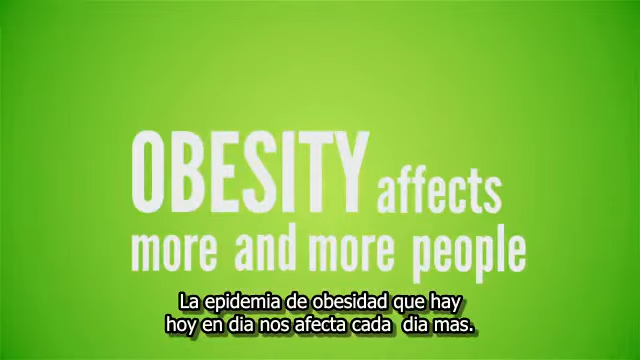 OBESITY affects
more and more people
La epidemia de obesidad que hay
hoy en dia nos afecta cada  dia mas.